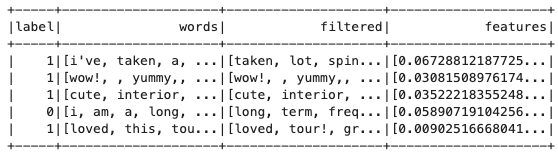 +-----+--------------------+--------------------+--------------------+
|label|               words|            filtered|            features|
+-----+--------------------+--------------------+--------------------+
|    1|[i've, taken, a, ...|[taken, lot, spin...|[0.06728812187725...|
|    1|[wow!, , yummy,, ...|[wow!, , yummy,, ...|[0.03081508976174...|
|    1|[cute, interior, ...|[cute, interior, ...|[0.03522218355248...|
|    0|[i, am, a, long, ...|[long, term, freq...|[0.05890719104256...|
|    1|[loved, this, tou...|[loved, tour!, gr...|[0.00902516668041...|
+-----+--------------------+--------------------+--------------------+